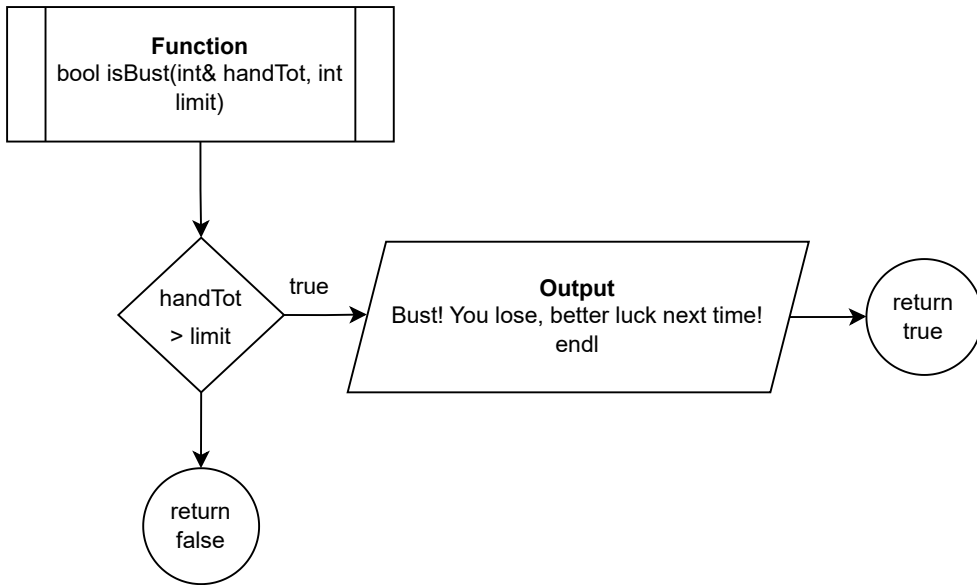 Function
bool isBust(int& handTot, int
limit)
handTot
> limit
true
Output
Bust! You lose, better luck next time!
endl
return
true
return
false